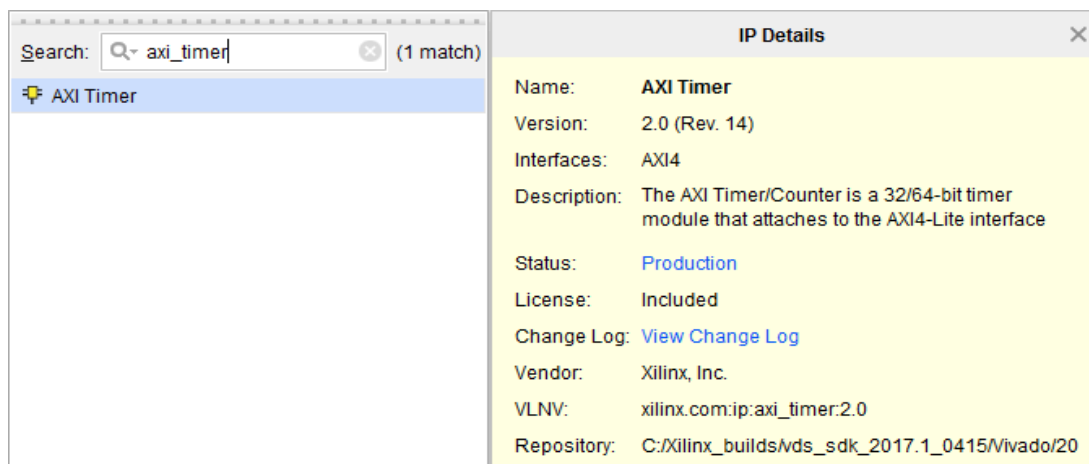 Search: axi_timer (1 match)
AXI Timer
IP Details
Name: AXI Timer
Version: 2.0 (Rev. 14)
Interfaces: AXI4
Description: The AXI Timer/Counter is a 32/64-bit timer
module that attaches to the AXI4-Lite interface
Status: Production
License: Included
Change Log: View Change Log
Vendor: Xilinx, Inc.
VLNV: xilinx.com:ip:axi_timer:2.0
Repository: C:/Xilinx_builds/vds_sdk_2017.1_0415/Vivado/20